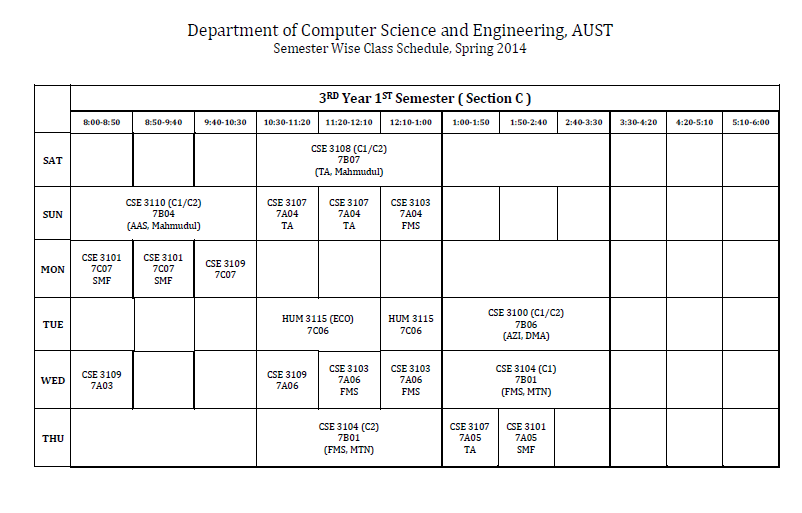 Department of Computer Science and Engineering, AUST
Semester Wise Class Schedule, Spring 2014
3RD Year 1ST Semester ( Section C )
8:00-8:50 8:50-9:40 9:40-10:30 10:30-11:20 11:20-12:10 12:10-1:00 1:00-1:50 1:50-2:40 2:40-3:30 3:30-4:20 4:20-5:10 5:10-6:00
SAT
CSE 3108 (C1/C2)
7B07
(TA, Mahmudul)
SUN
CSE 3110 (C1/C2)
7B04
(AAS, Mahmudul)
CSE 3107
7A04
TA
CSE 3107
7A04
TA
CSE 3103
7A04
FMS
MON
CSE 3101
7C07
SMF
CSE 3101
7C07
SMF
CSE 3109
7C07
TUE
HUM 3115 (ECO)
7C06
HUM 3115
7C06
CSE 3100 (C1/C2)
7B06
(AZI, DMA)
WED
CSE 3109
7A03
CSE 3109
7A06
CSE 3103
7A06
FMS
CSE 3103
7A06
FMS
CSE 3104 (C1)
7B01
(FMS, MTN)
THU
CSE 3104 (C2)
7B01
(FMS, MTN)
CSE 3107
7A05
TA
CSE 3101
7A05
SMF